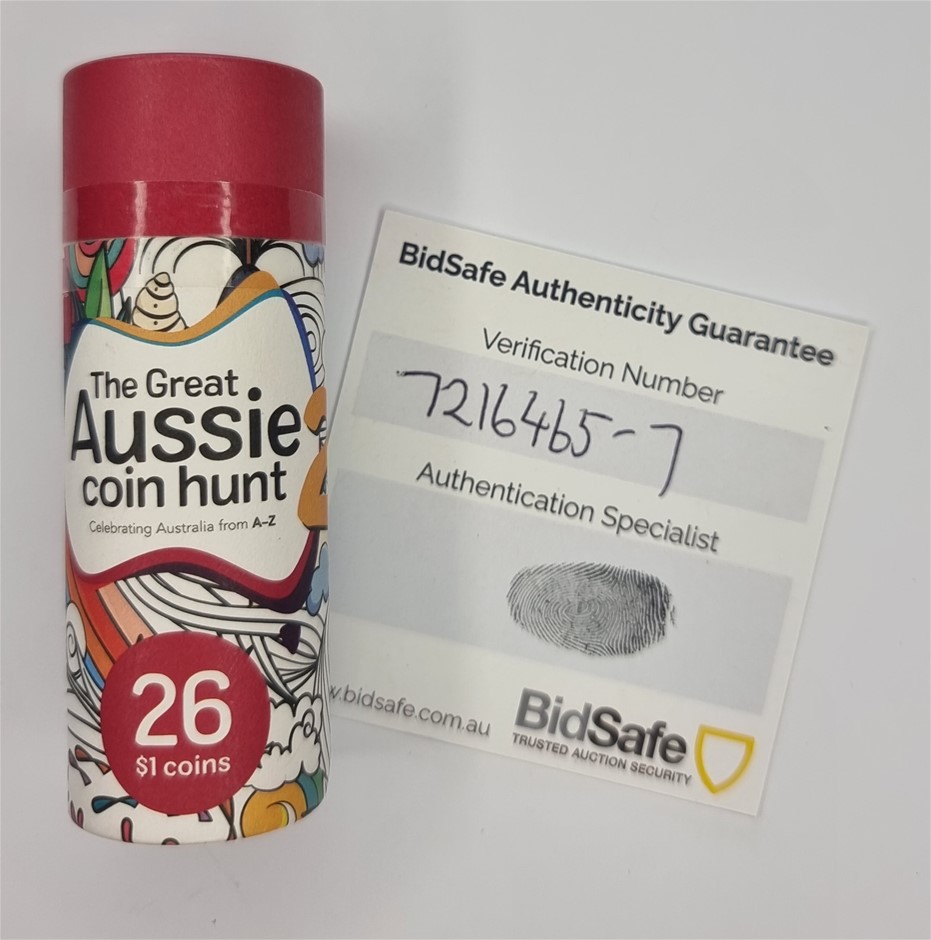 The Great
Aussie
coin hunt
Celebrating Australia from A-Z
26
$1 coins
BidSafe Authenticity Guarantee
Verification Number
7216465-7
Authentication Specialist
w.bidsafe.com.au
BidSafe
TRUSTED AUCTION SECURITY